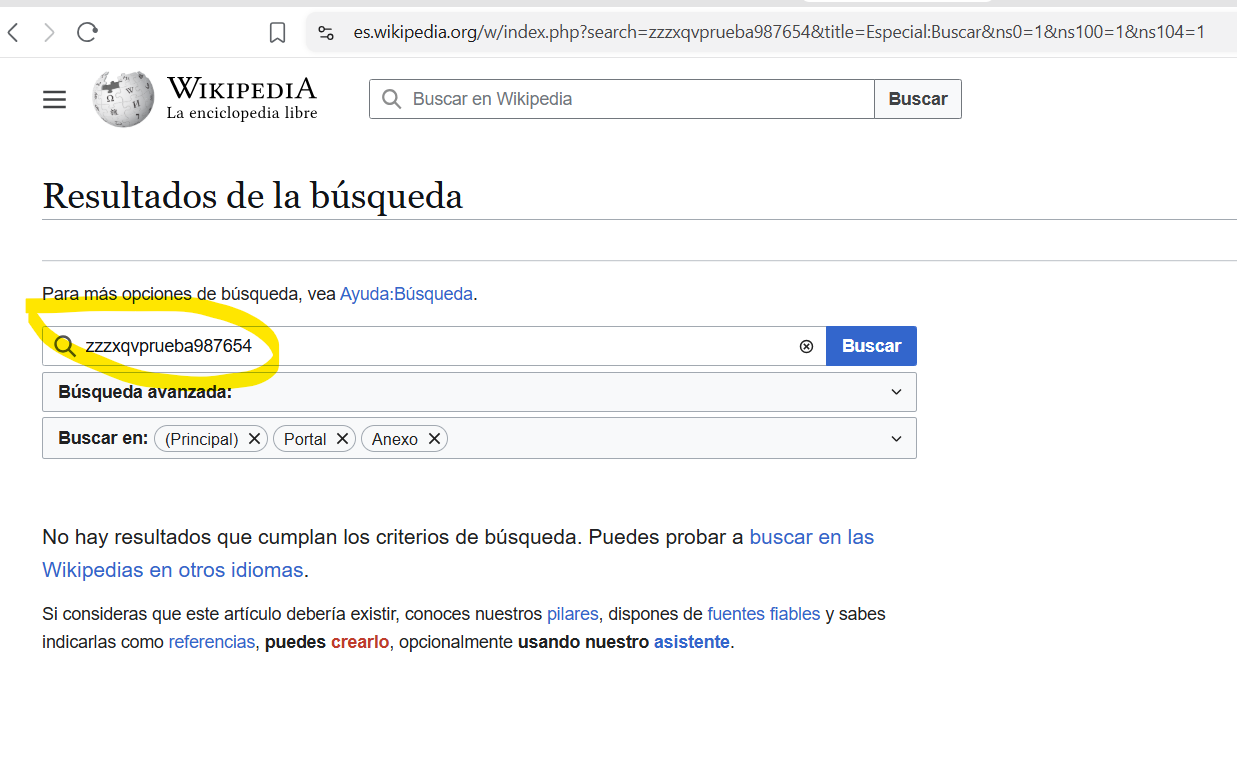 es.wikipedia.org/w/index.php?search=zzzxqvprueba987654&title=Especial:Buscar&ns0=1&ns100=1&ns104=1
WIKIPEDIA
La enciclopedia libre
Buscar en Wikipedia
Buscar
Resultados de la búsqueda
Para más opciones de búsqueda, vea Ayuda:Búsqueda.
zzzxqvprueba987654
Buscar
Búsqueda avanzada:
Buscar en: (Principal) Portal Anexo
No hay resultados que cumplan los criterios de búsqueda. Puedes probar a buscar en las
Wikipedias en otros idiomas.
Si consideras que este artículo debería existir, conoces nuestros pilares, dispones de fuentes fiables y sabes
indicarlas como referencias, puedes crearlo, opcionalmente usando nuestro asistente.